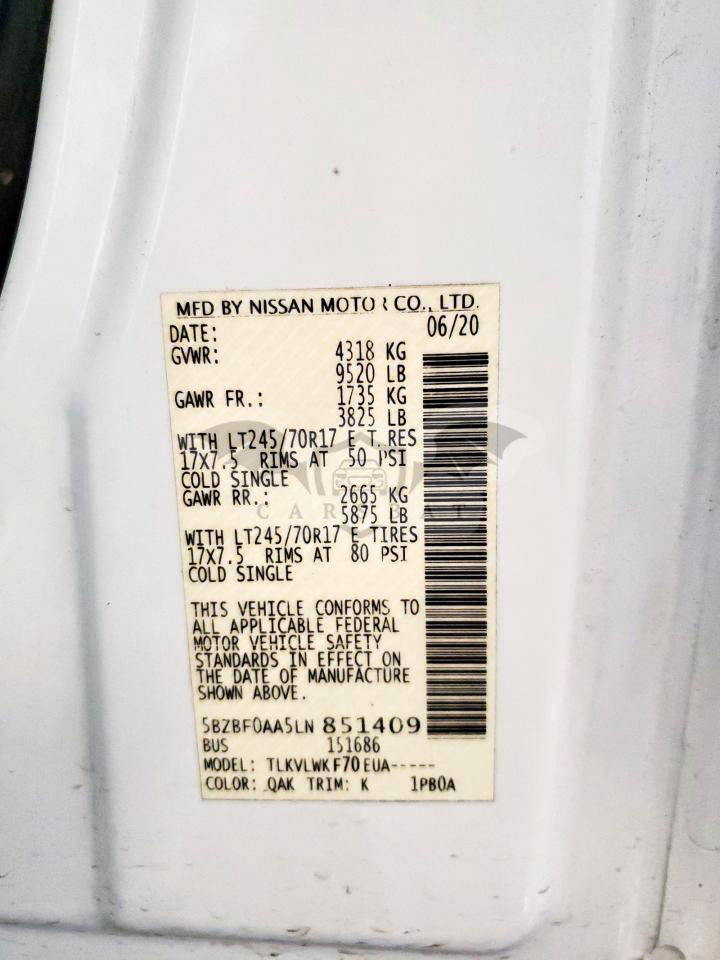 MFD BY NISSAN MOTOR CO., LTD.
DATE: 06/20
GVWR: 4318 KG
9520 LB
GAWR FR.: 1735 KG
3825 LB
WITH LT245/70R17 E T.RES
17X7.5 RIMS AT 50 PSI
COLD SINGLE
GAWR RR.: 2665 KG
5875 LB
WITH LT245/70R17 E TIRES
17X7.5 RIMS AT 80 PSI
COLD SINGLE
THIS VEHICLE CONFORMS TO
ALL APPLICABLE FEDERAL
MOTOR VEHICLE SAFETY
STANDARDS IN EFFECT ON
THE DATE OF MANUFACTURE
SHOWN ABOVE.
5BZBF0AA5LN 851409
BUS 151686
MODEL: TLKVLWK F70 EUA-----
COLOR: QAK TRIM: K 1PB0A